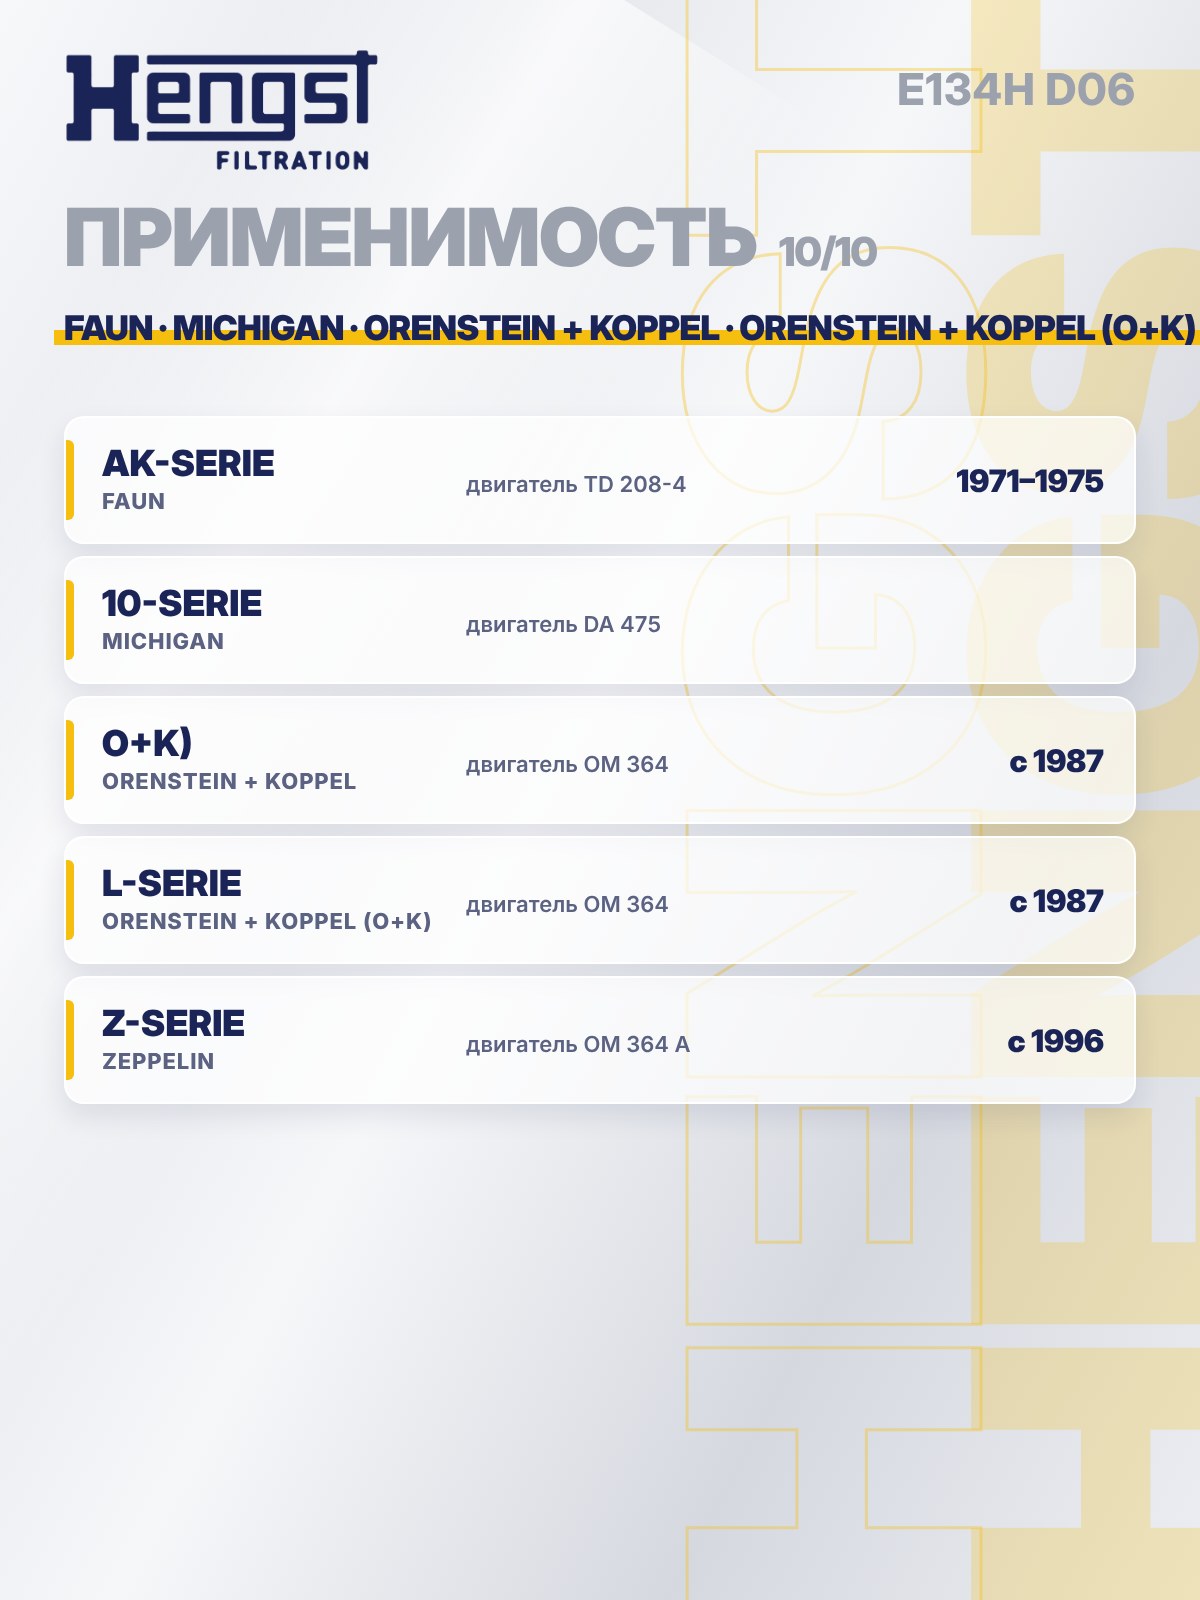 Hengst
FILTRATION
E134H D06
ПРИМЕНИМОСТЬ 10/10
FAUN · MICHIGAN · ORENSTEIN + KOPPEL · ORENSTEIN + KOPPEL (O+K)
AK-SERIE
FAUN
двигатель TD 208-4
1971–1975
10-SERIE
MICHIGAN
двигатель DA 475
O+K)
ORENSTEIN + KOPPEL
двигатель OM 364
с 1987
L-SERIE
ORENSTEIN + KOPPEL (O+K)
двигатель OM 364
с 1987
Z-SERIE
ZEPPELIN
двигатель OM 364 A
с 1996
HENGST
HENGST